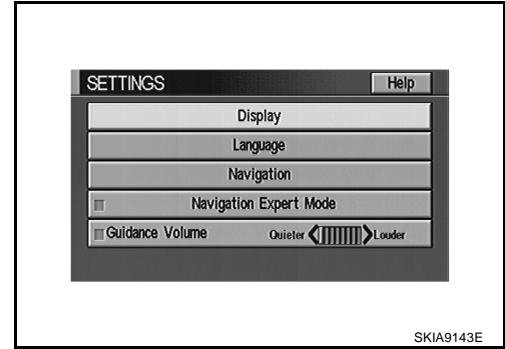 SETTINGS Help
Display
Language
Navigation
Navigation Expert Mode
Guidance Volume Quieter Louder
SKIA9143E